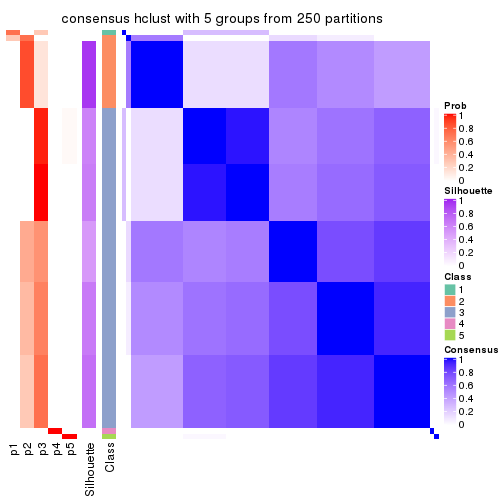 consensus hclust with 5 groups from 250 partitions
Prob
1
0.8
0.6
0.4
0.2
0
Silhouette
1
0.8
0.6
0.4
0.2
0
Class
1
2
3
4
5
Consensus
1
0.8
0.6
0.4
0.2
0
p1
p2
p3
p4
p5
Silhouette
Class